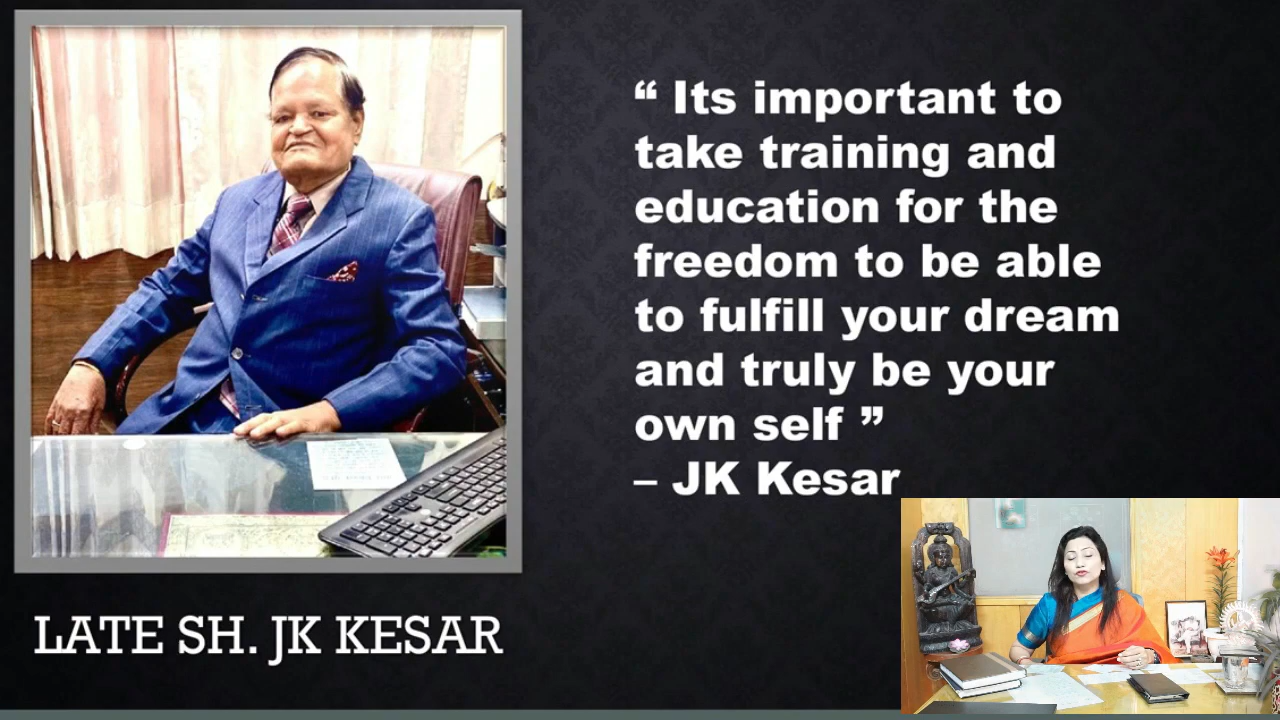 “ Its important to
take training and
education for the
freedom to be able
to fulfill your dream
and truly be your
own self ”
– JK Kesar
LATE SH. JK KESAR